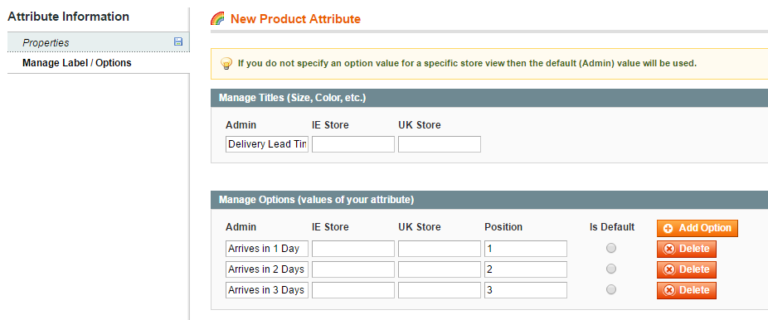 Attribute Information
Properties
Manage Label / Options
New Product Attribute
If you do not specify an option value for a specific store view then the default (Admin) value will be used.
Manage Titles (Size, Color, etc.)
Admin IE Store UK Store
Delivery Lead Tin
Manage Options (values of your attribute)
Admin IE Store UK Store Position Is Default Add Option
Arrives in 1 Day 1 Delete
Arrives in 2 Days 2 Delete
Arrives in 3 Days 3 Delete